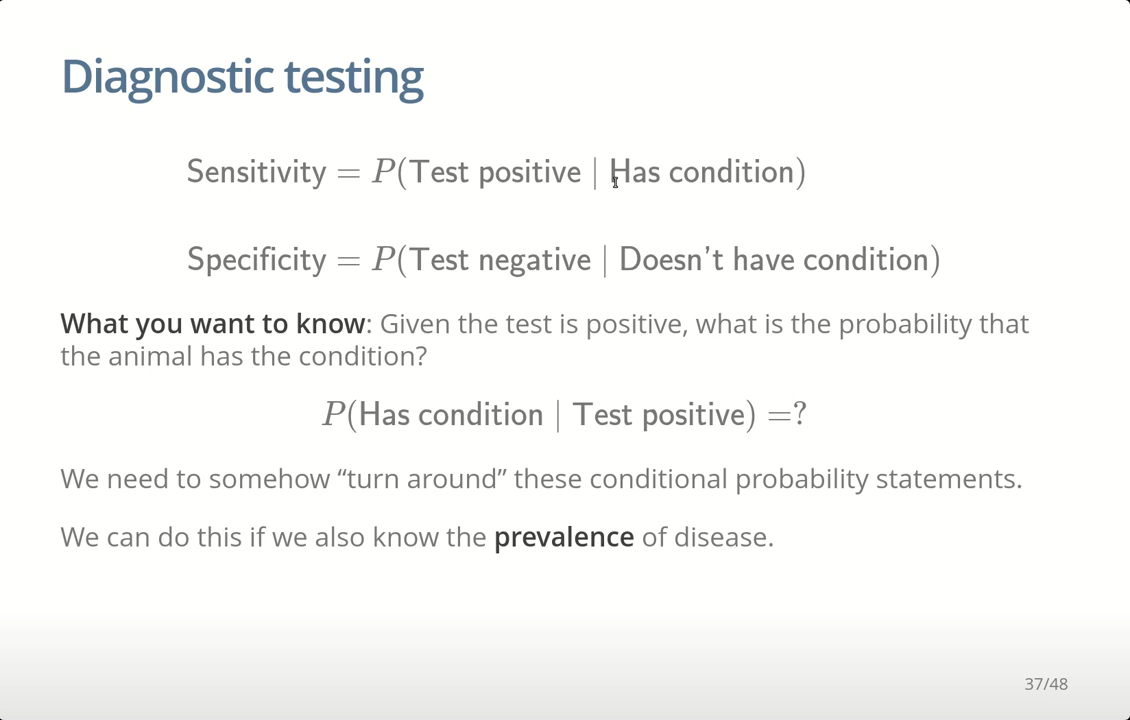 Diagnostic testing
Sensitivity = P(Test positive | Has condition)
Specificity = P(Test negative | Doesn't have condition)
What you want to know: Given the test is positive, what is the probability that
the animal has the condition?
P(Has condition | Test positive) =?
We need to somehow “turn around” these conditional probability statements.
We can do this if we also know the prevalence of disease.
37/48